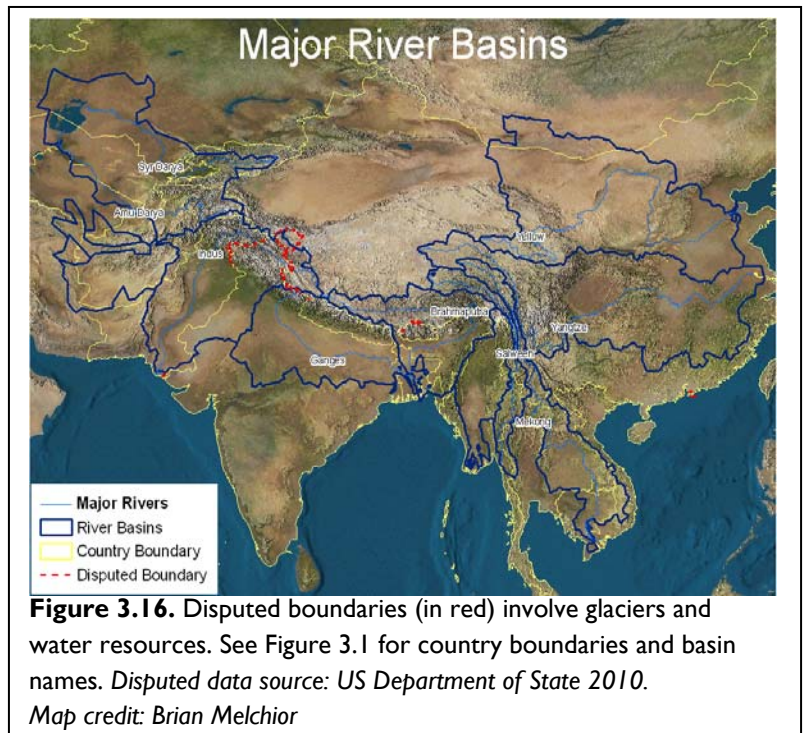 Major River Basins
Syr Darya
Amu Darya
Indus
Yellow
Brahmaputra
Yangtze
Ganges
Salween
Mekong
Major Rivers
River Basins
Country Boundary
Disputed Boundary
Figure 3.16. Disputed boundaries (in red) involve glaciers and
water resources. See Figure 3.1 for country boundaries and basin
names. Disputed data source: US Department of State 2010.
Map credit: Brian Melchior